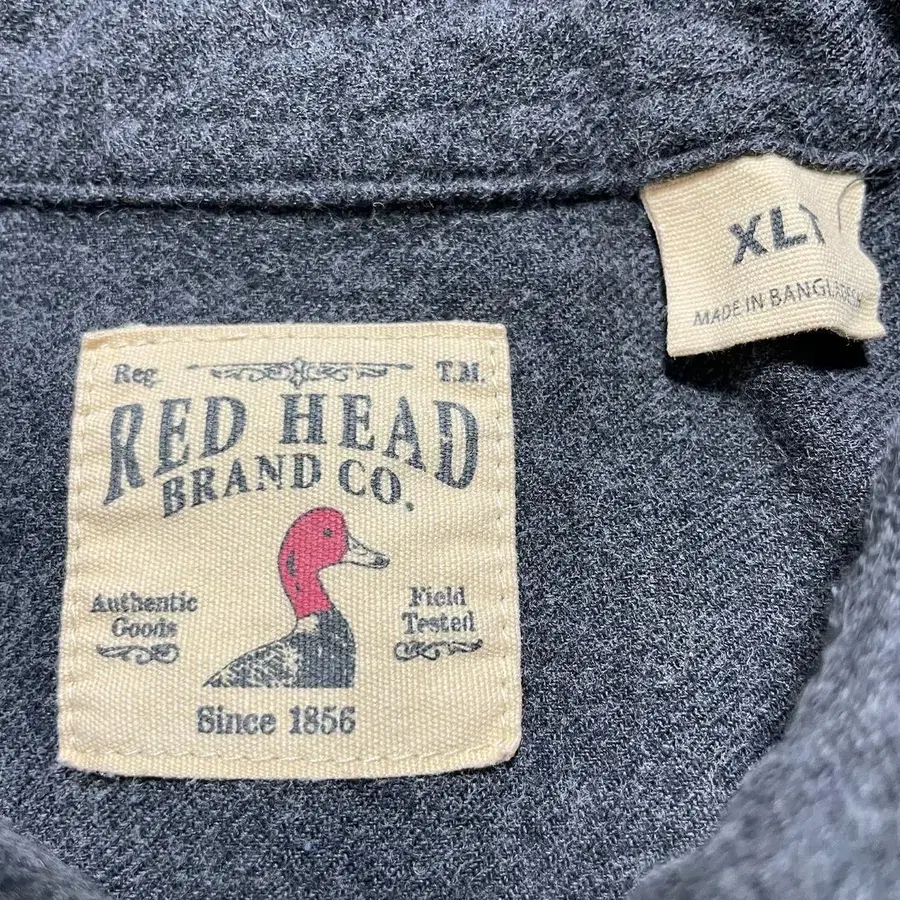 Reg. T.M.
RED HEAD
BRAND CO.
Authentic
Goods
Field
Tested
Since 1856
XLT
MADE IN BANGLADESH